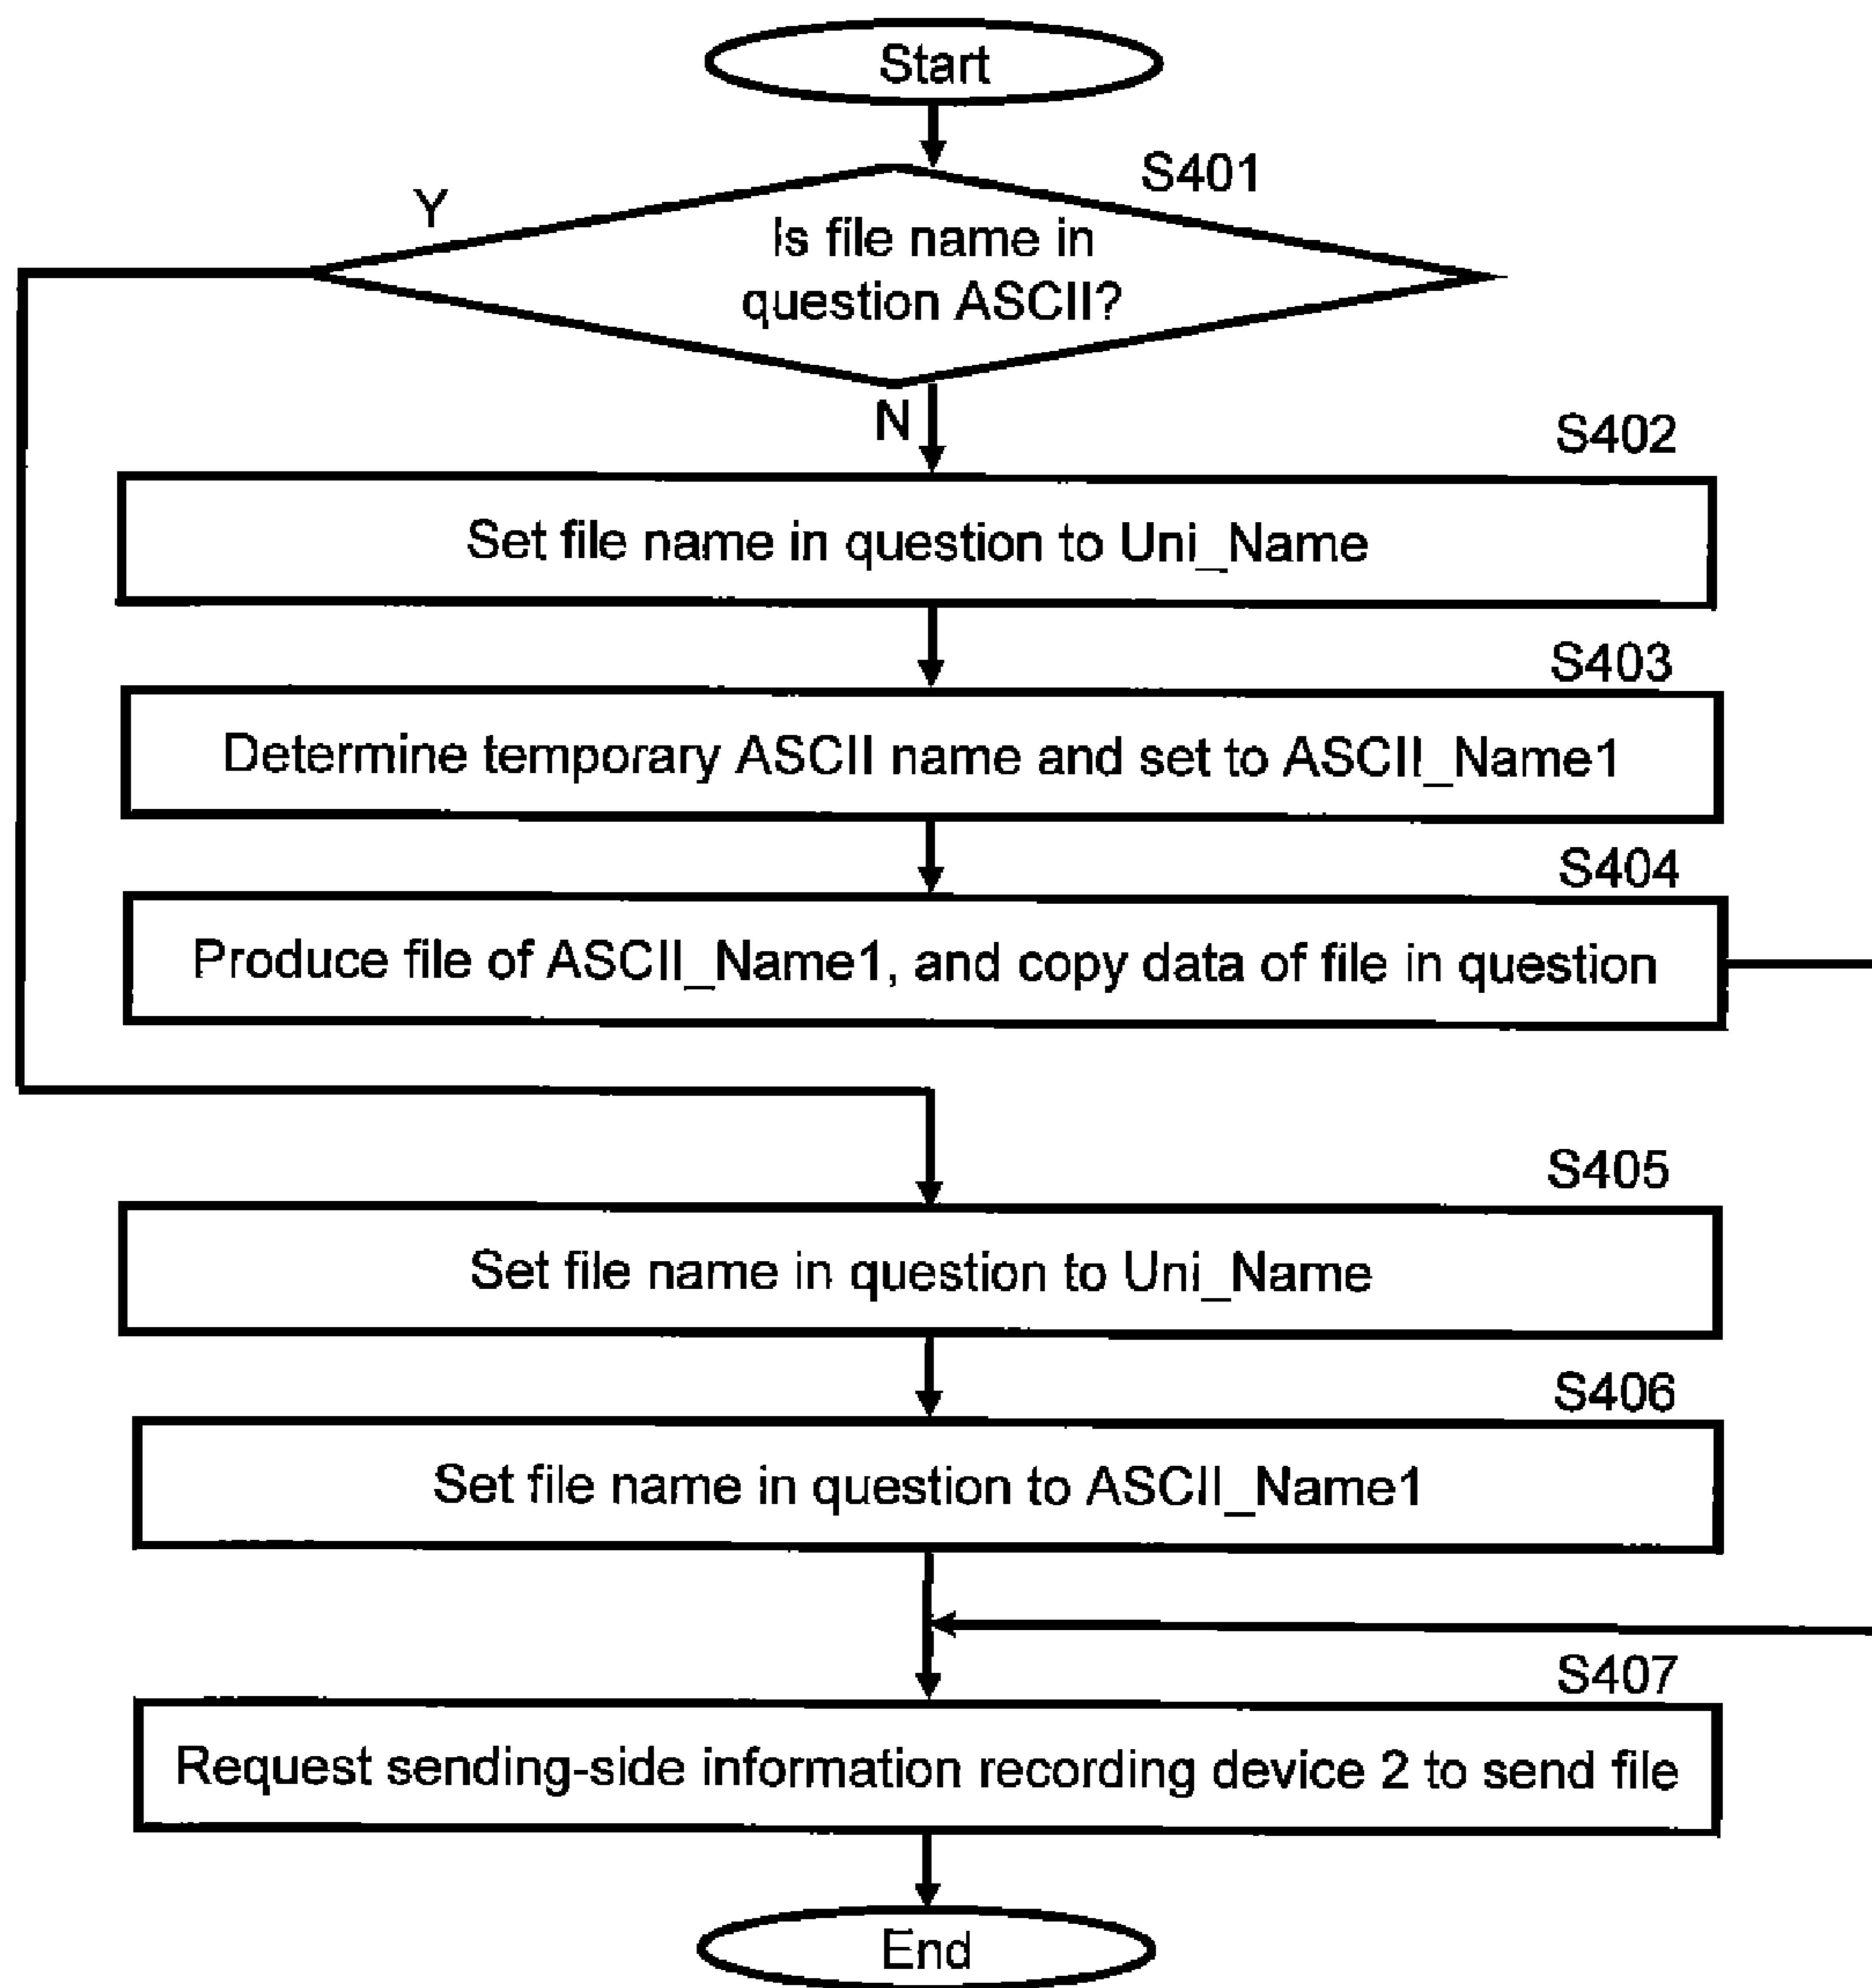 Start
S401
Y
Is file name in
question ASCII?
N
S402
Set file name in question to Uni_Name
S403
Determine temporary ASCII name and set to ASCII_Name1
S404
Produce file of ASCII_Name1, and copy data of file in question
S405
Set file name in question to Uni_Name
S406
Set file name in question to ASCII_Name1
S407
Request sending-side information recording device 2 to send file
End